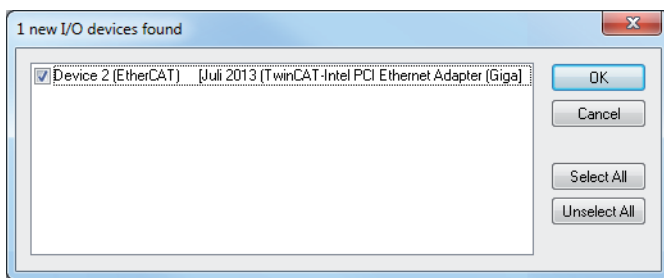 1 new I/O devices found
Device 2 (EtherCAT) [Juli 2013 (TwinCAT-Intel PCI Ethernet Adapter (Giga]
OK
Cancel
Select All
Unselect All